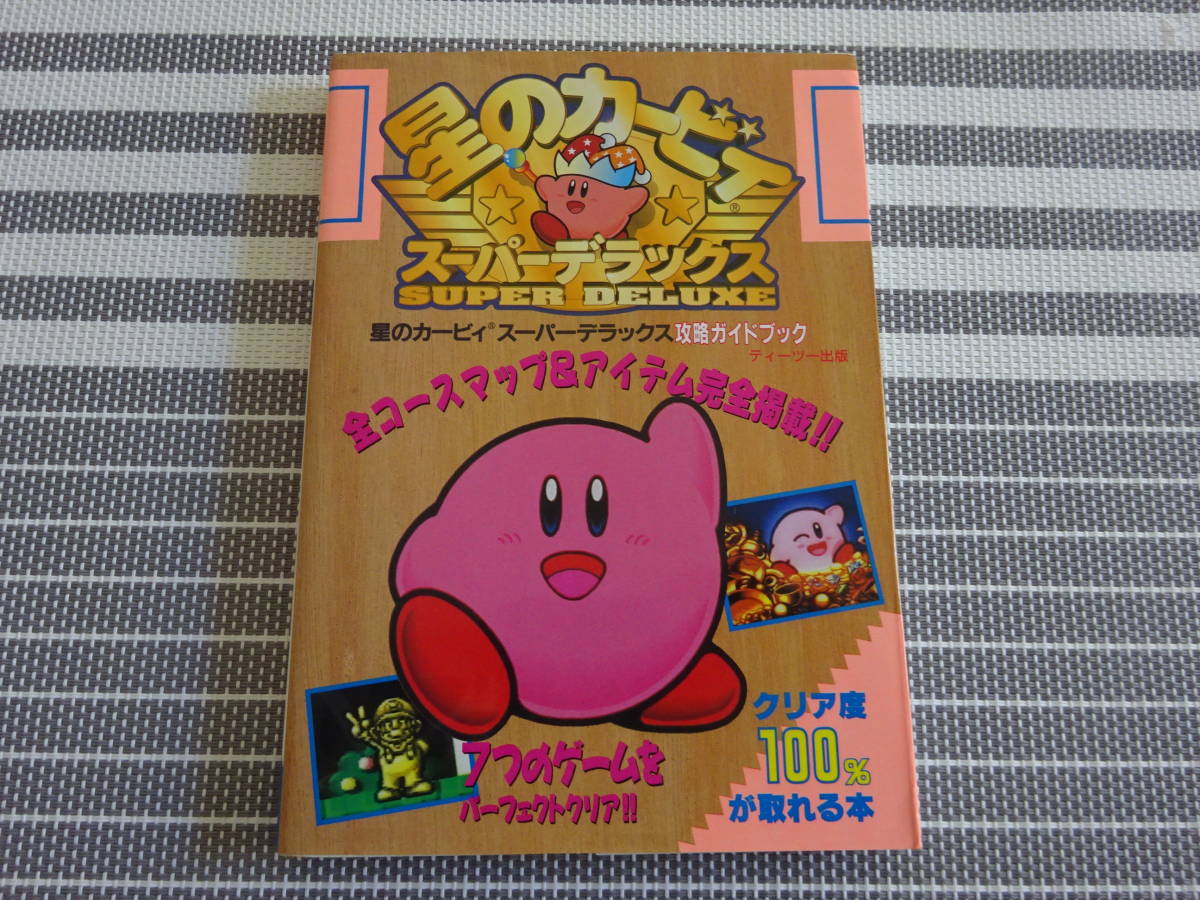 星のカービィ®
スーパーデラックス
SUPER DELUXE
星のカービィ®スーパーデラックス攻略ガイドブック
ティーツー出版
全コースマップ&アイテム完全掲載!!
クリア度
100%
が取れる本
7つのゲームを
パーフェクトクリア!!